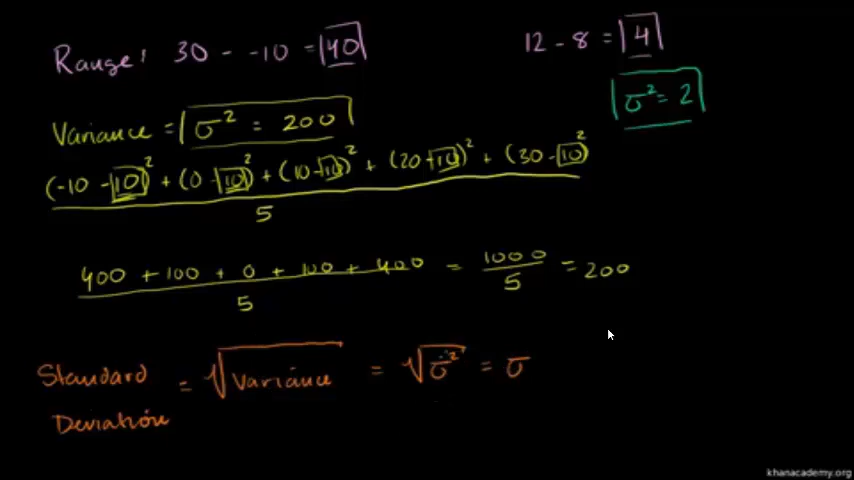 Range: 30 - -10 = 40
12 - 8 = 4
σ² = 2
Variance = σ² = 200
(-10 - 10)² + (0 - 10)² + (10 - 10)² + (20 - 10)² + (30 - 10)²
5
400 + 100 + 0 + 100 + 400 = 1000 = 200
5 5
Standard Deviation = √Variance = √σ² = σ
khanacademy.org